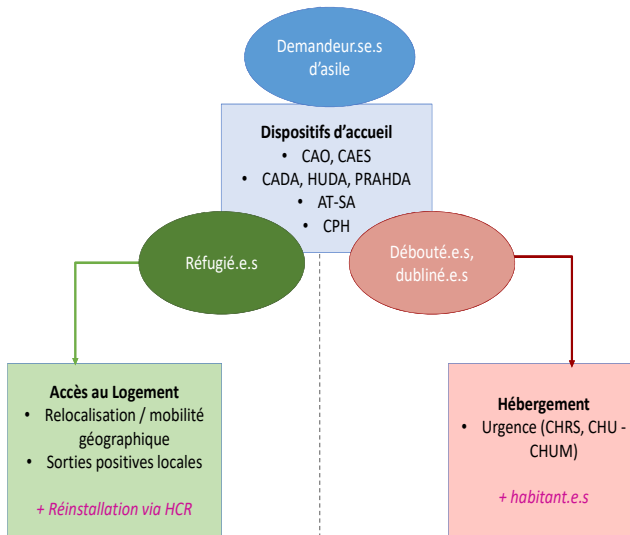 Demandeur.se.s
d'asile
Dispositifs d'accueil
• CAO, CAES
• CADA, HUDA, PRAHDA
• AT-SA
• CPH
Réfugié.e.s
Débouté.e.s,
dubliné.e.s
Accès au Logement
• Relocalisation / mobilité
géographique
• Sorties positives locales
+ Réinstallation via HCR
Hébergement
• Urgence (CHRS, CHU -
CHUM)
+ habitant.e.s